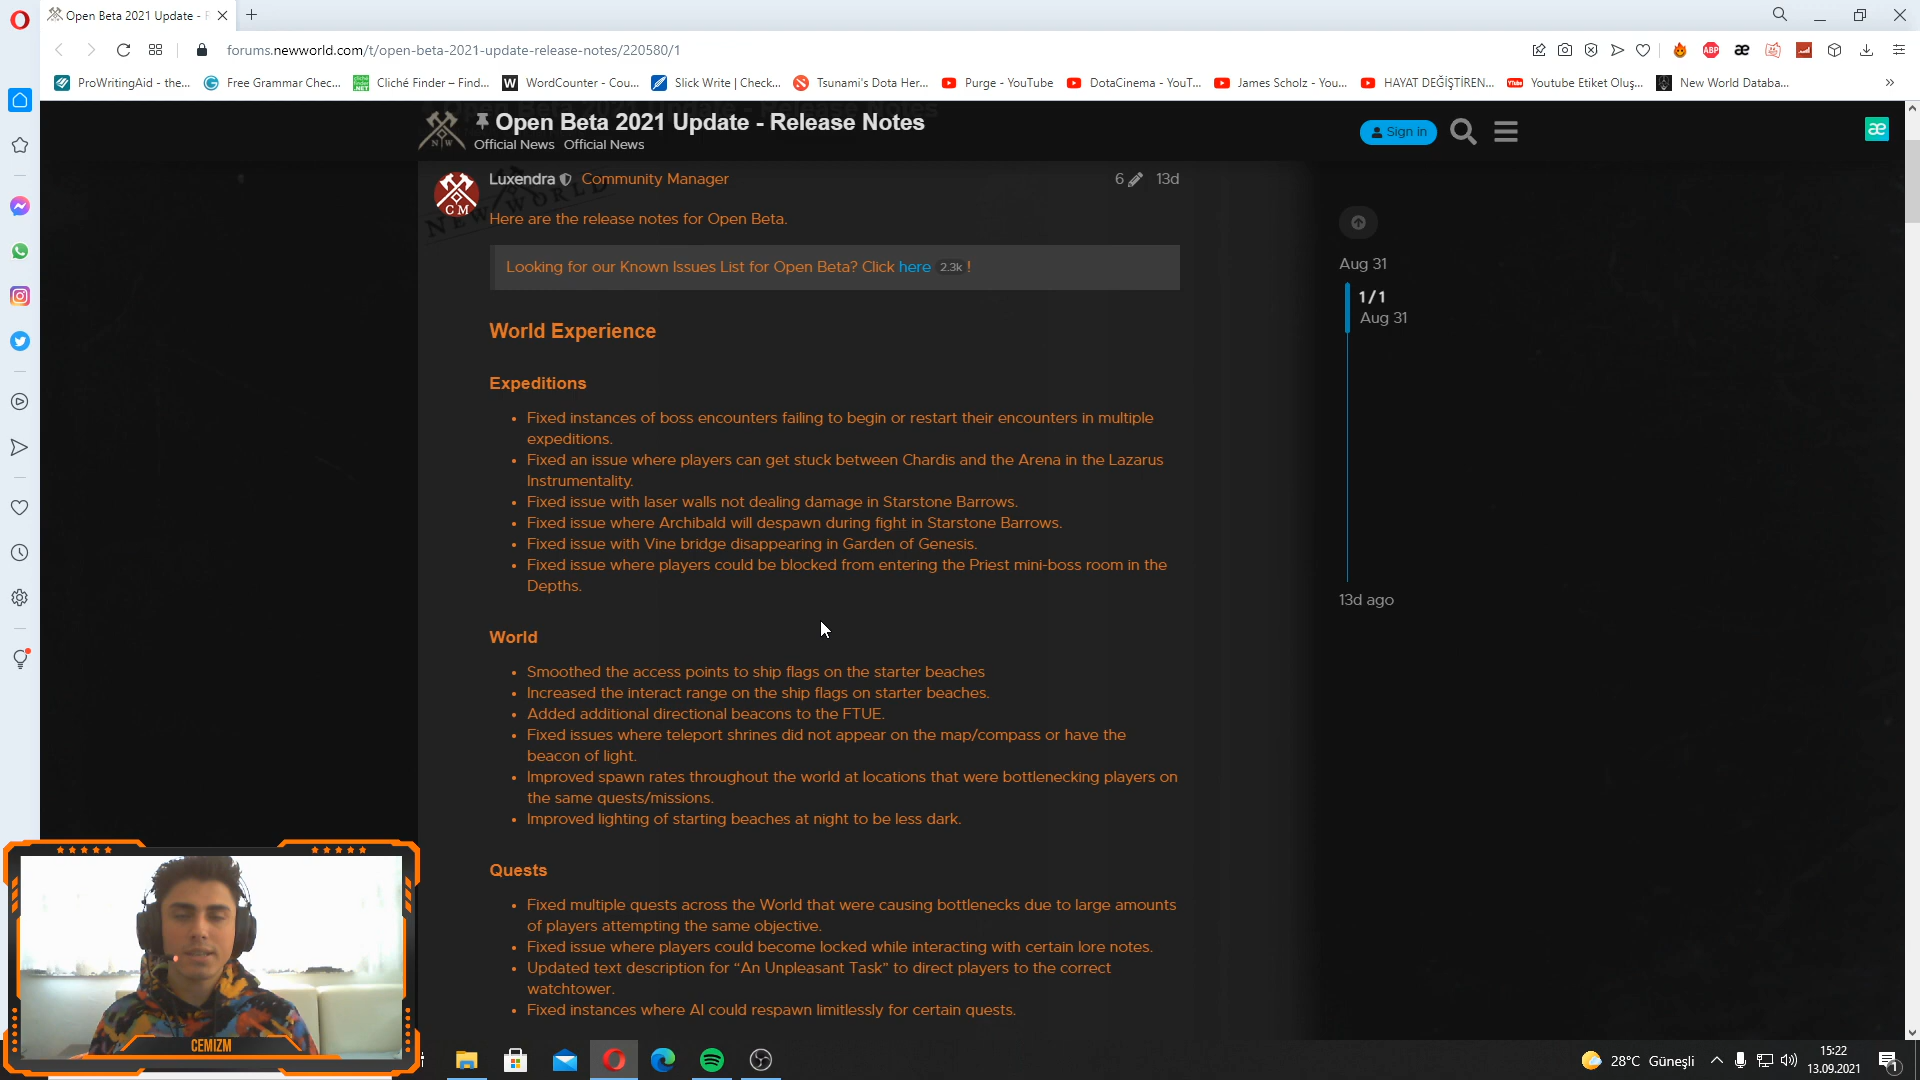 Open Beta 2021 Update -
forums.newworld.com/t/open-beta-2021-update-release-notes/220580/1
ABP
ProWritingAid - the...
Free Grammar Chec...
Cliché Finder – Find...
WordCounter - Cou...
Slick Write | Check...
Tsunami's Dota Her...
Purge - YouTube
DotaCinema - YouT...
James Scholz - You...
HAYAT DEĞİŞTİREN...
Youtube Etiket Oluş...
New World Databa...
Open Beta 2021 Update - Release Notes
Official News Official News
Sign in
Luxendra Community Manager
6 13d
CM
Here are the release notes for Open Beta.
Looking for our Known Issues List for Open Beta? Click here 2.3k !
World Experience
Expeditions
• Fixed instances of boss encounters failing to begin or restart their encounters in multiple
expeditions.
• Fixed an issue where players can get stuck between Chardis and the Arena in the Lazarus
Instrumentality.
• Fixed issue with laser walls not dealing damage in Starstone Barrows.
• Fixed issue where Archibald will despawn during fight in Starstone Barrows.
• Fixed issue with Vine bridge disappearing in Garden of Genesis.
• Fixed issue where players could be blocked from entering the Priest mini-boss room in the
Depths.
World
• Smoothed the access points to ship flags on the starter beaches
• Increased the interact range on the ship flags on starter beaches.
• Added additional directional beacons to the FTUE.
• Fixed issues where teleport shrines did not appear on the map/compass or have the
beacon of light.
• Improved spawn rates throughout the world at locations that were bottlenecking players on
the same quests/missions.
• Improved lighting of starting beaches at night to be less dark.
Quests
• Fixed multiple quests across the World that were causing bottlenecks due to large amounts
of players attempting the same objective.
• Fixed issue where players could become locked while interacting with certain lore notes.
• Updated text description for “An Unpleasant Task” to direct players to the correct
watchtower.
• Fixed instances where AI could respawn limitlessly for certain quests.
Aug 31
1/1
Aug 31
13d ago
CEMIZM
28°C Güneşli
15:22
13.09.2021
1